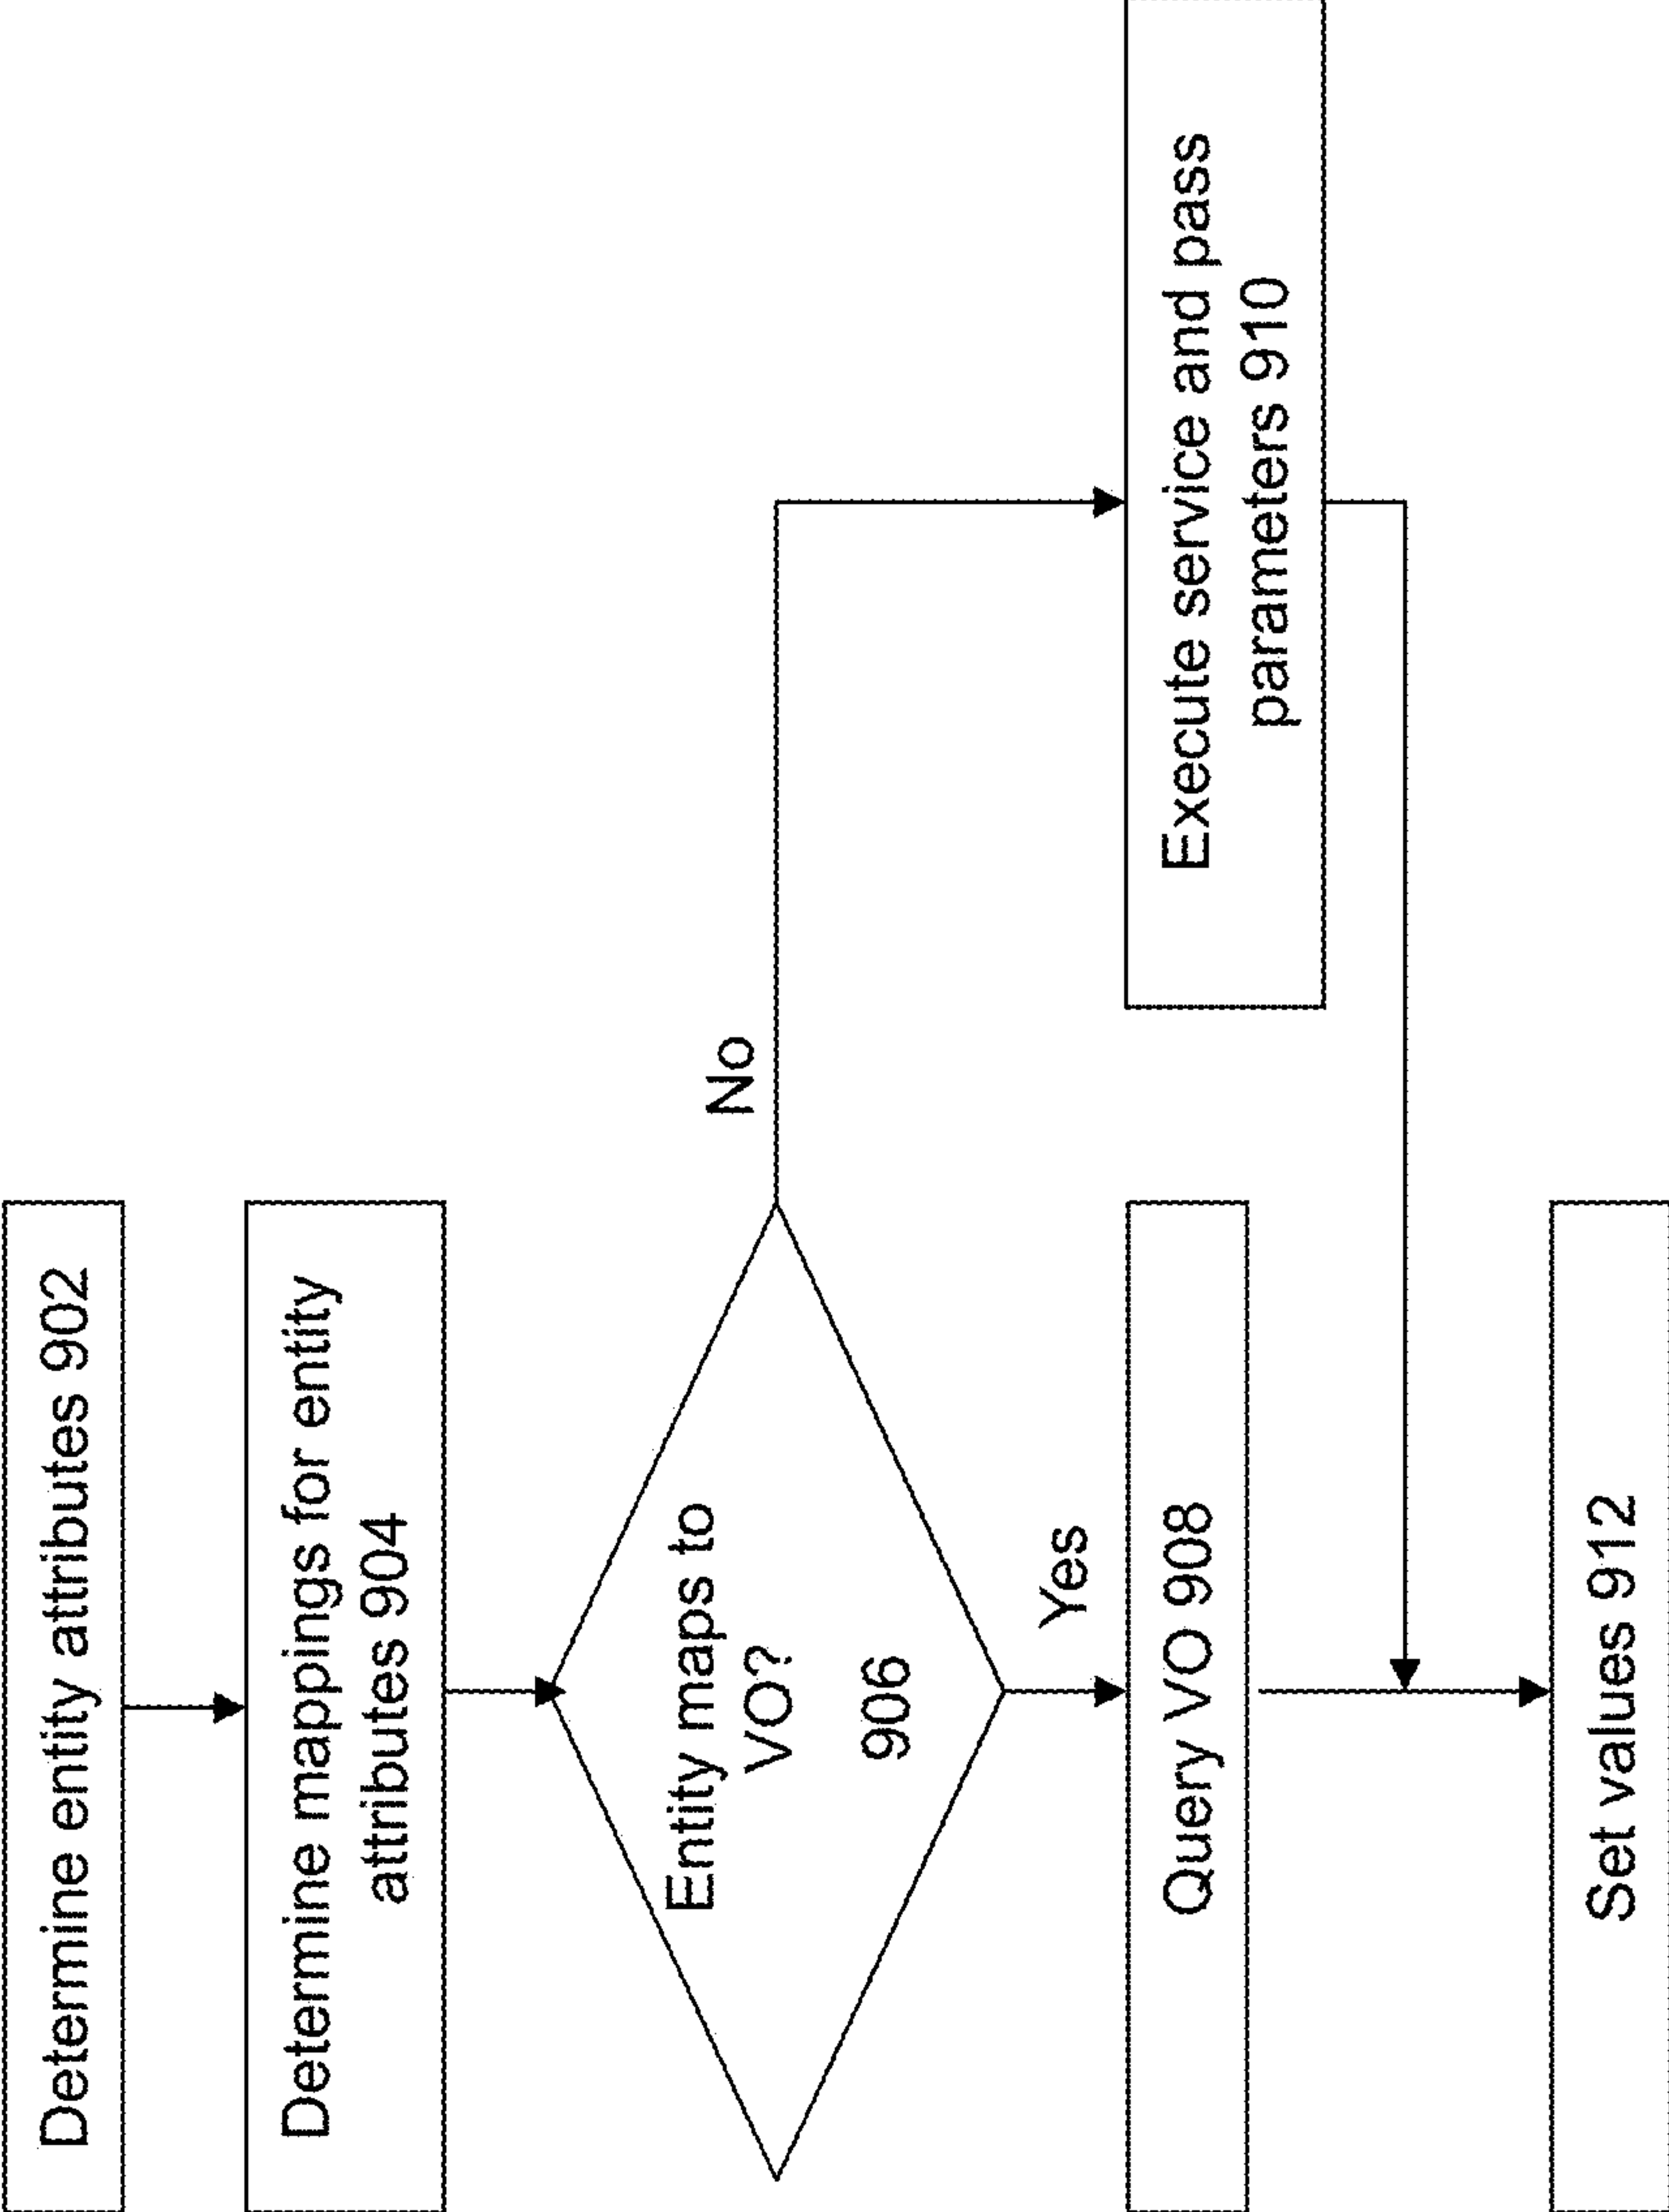 Determine entity attributes 902
Determine mappings for entity
attributes 904
Entity maps to
VO?
906
No
Yes
Query VO 908
Execute service and pass
parameters 910
Set values 912